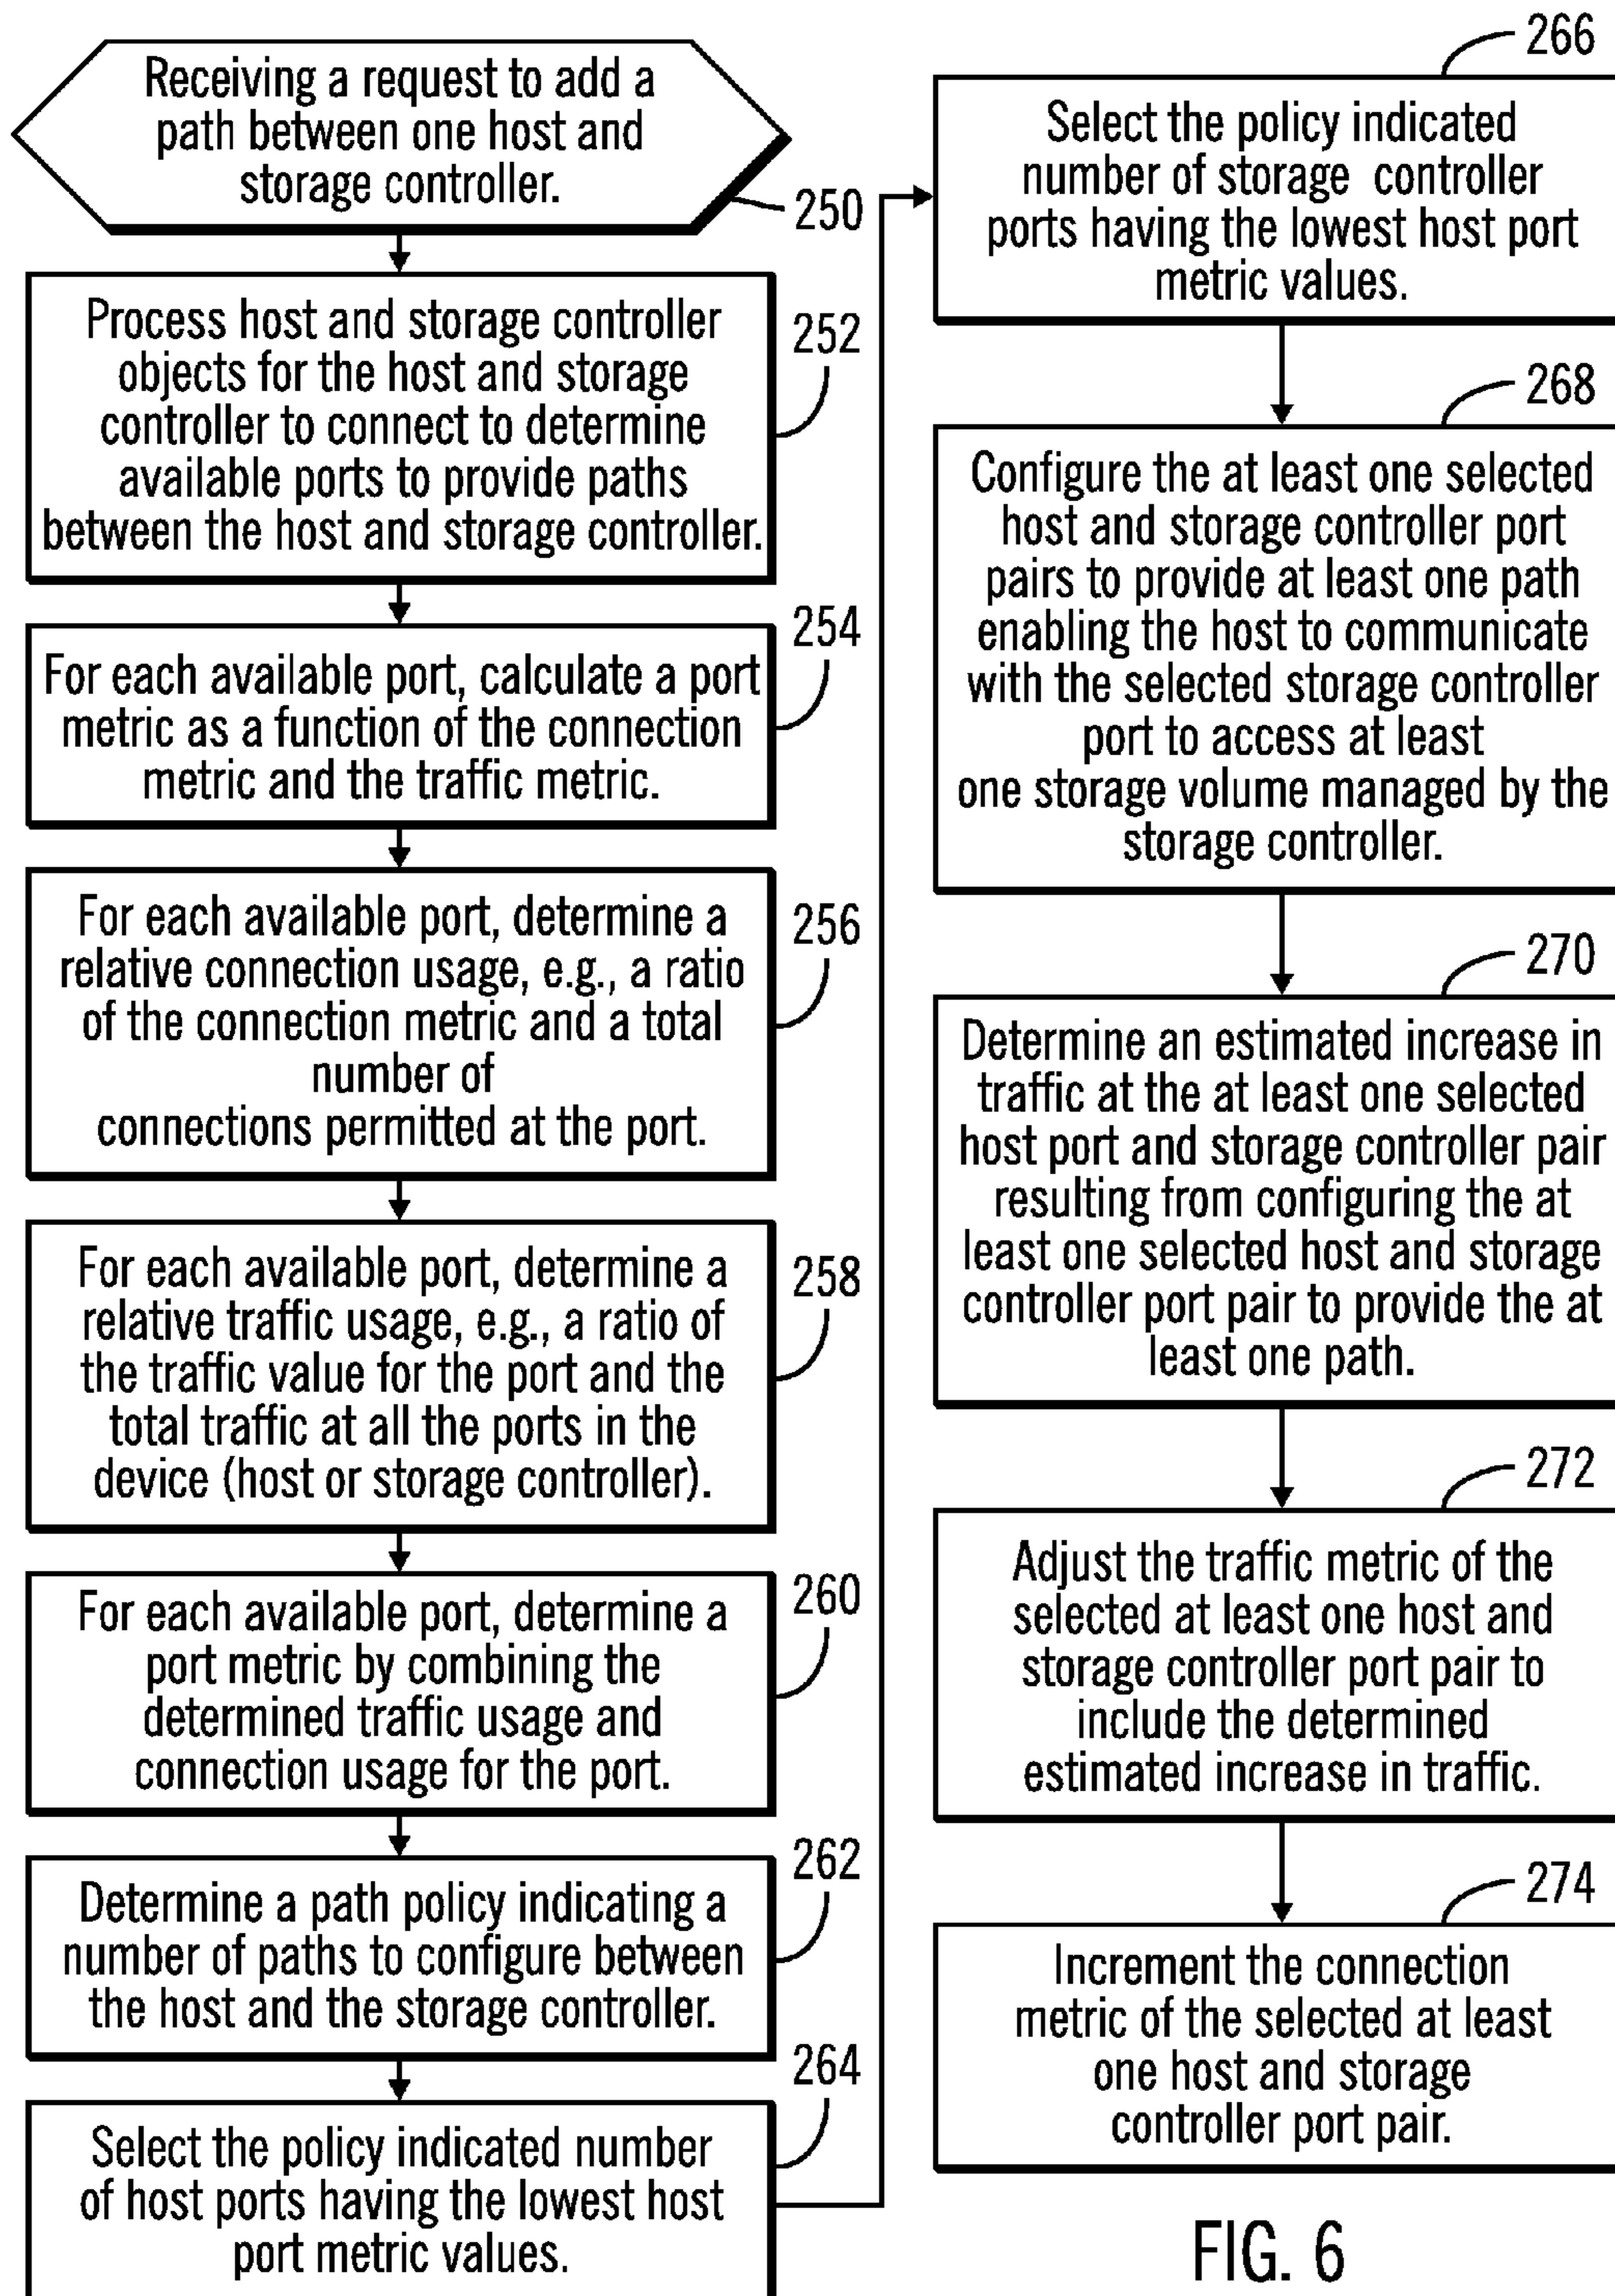 Receiving a request to add a
path between one host and
storage controller.
250
Process host and storage controller
objects for the host and storage
controller to connect to determine
available ports to provide paths
between the host and storage controller.
252
For each available port, calculate a port
metric as a function of the connection
metric and the traffic metric.
254
For each available port, determine a
relative connection usage, e.g., a ratio
of the connection metric and a total
number of
connections permitted at the port.
256
For each available port, determine a
relative traffic usage, e.g., a ratio of
the traffic value for the port and the
total traffic at all the ports in the
device (host or storage controller).
258
For each available port, determine a
port metric by combining the
determined traffic usage and
connection usage for the port.
260
Determine a path policy indicating a
number of paths to configure between
the host and the storage controller.
262
Select the policy indicated number
of host ports having the lowest host
port metric values.
264
266
Select the policy indicated
number of storage controller
ports having the lowest host port
metric values.
268
Configure the at least one selected
host and storage controller port
pairs to provide at least one path
enabling the host to communicate
with the selected storage controller
port to access at least
one storage volume managed by the
storage controller.
270
Determine an estimated increase in
traffic at the at least one selected
host port and storage controller pair
resulting from configuring the at
least one selected host and storage
controller port pair to provide the at
least one path.
272
Adjust the traffic metric of the
selected at least one host and
storage controller port pair to
include the determined
estimated increase in traffic.
274
Increment the connection
metric of the selected at least
one host and storage
controller port pair.
FIG. 6